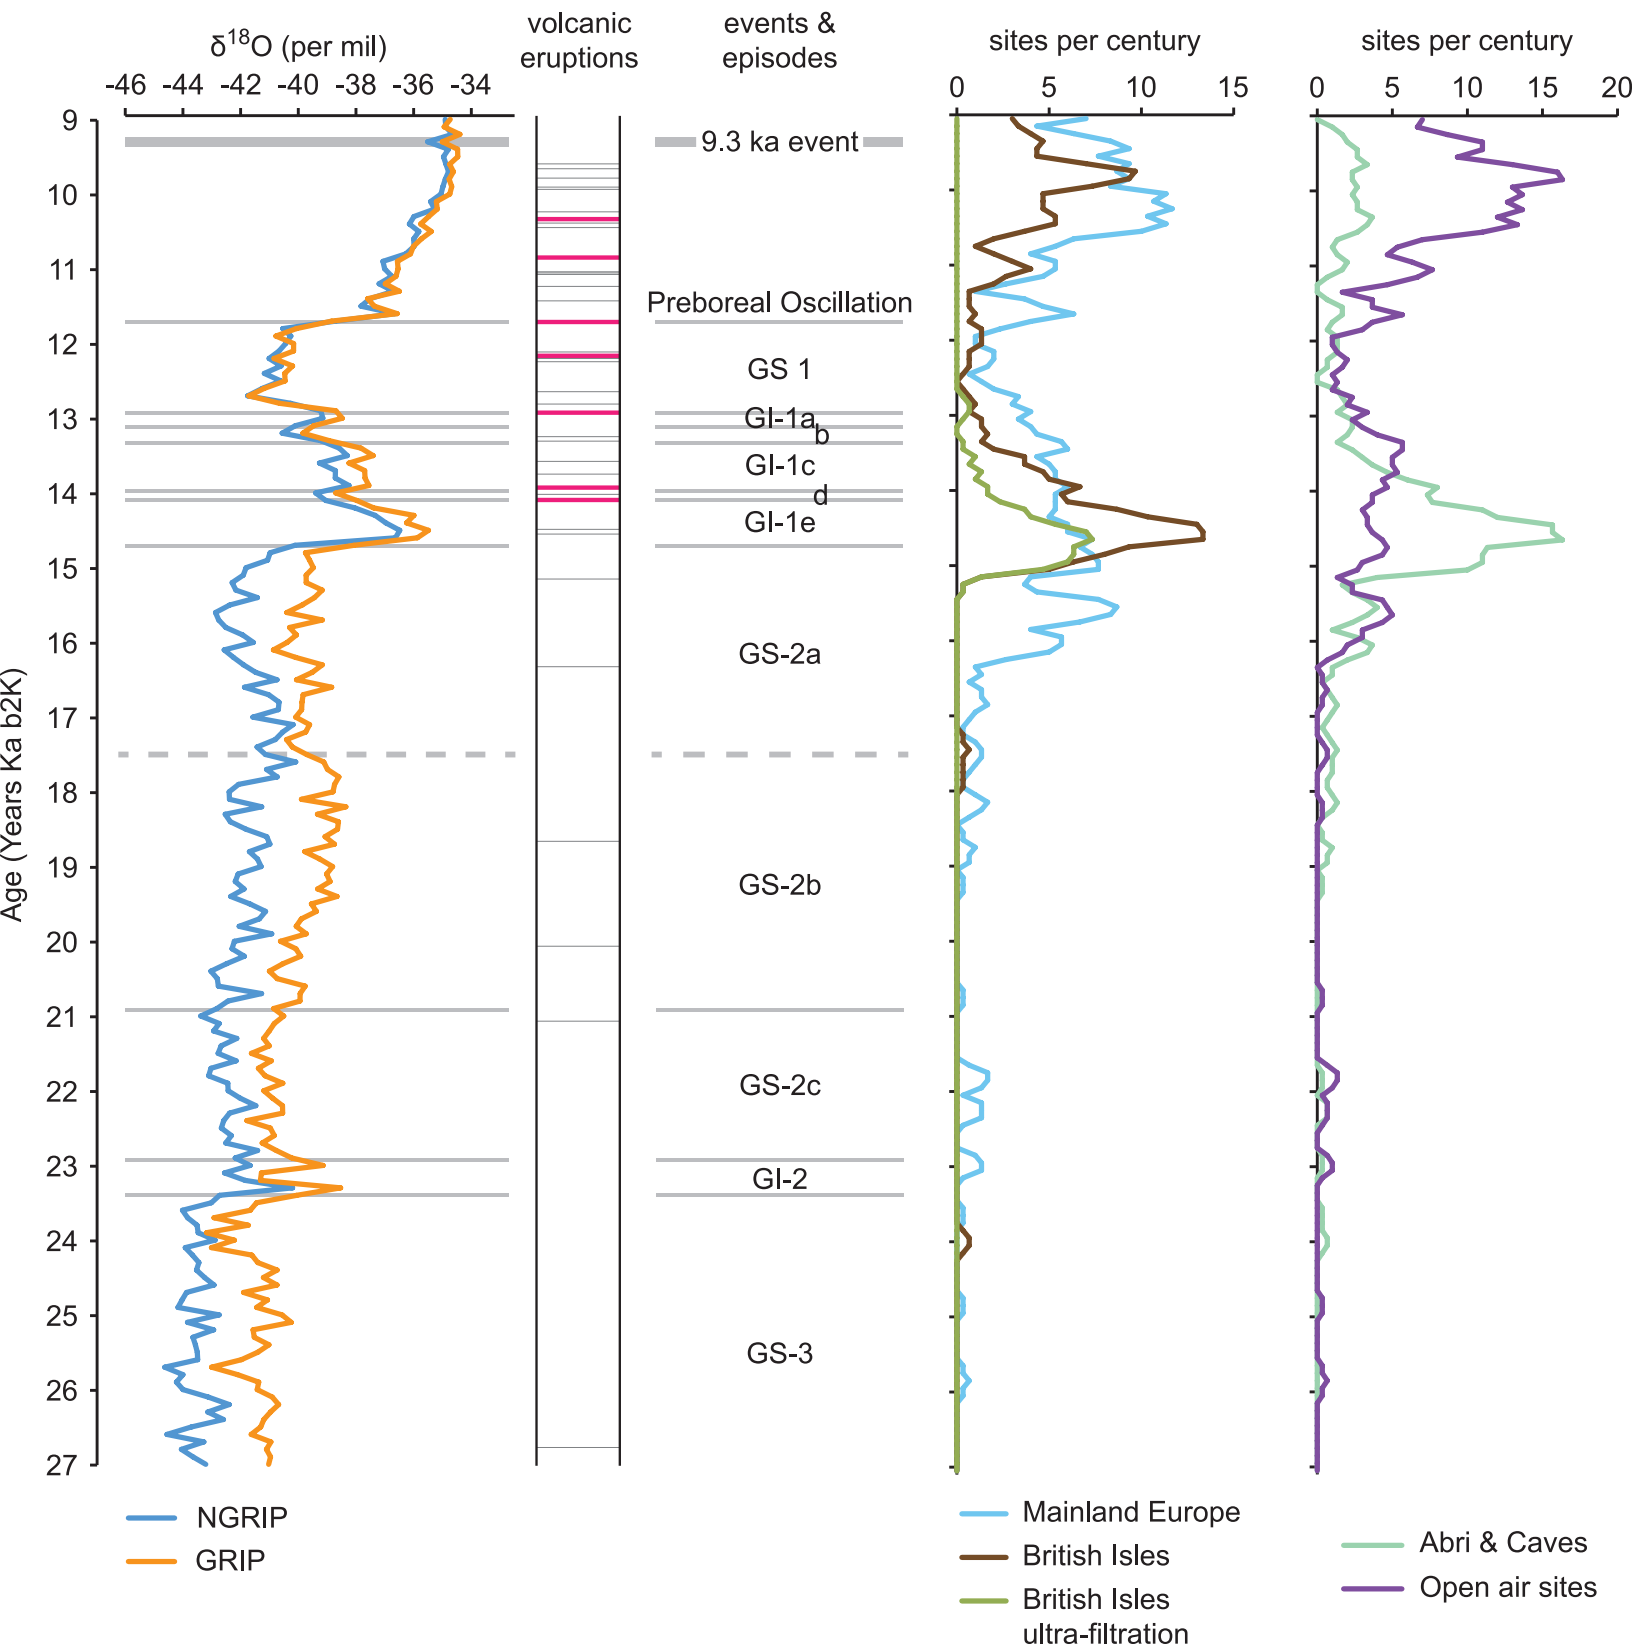 δ18O (per mil)
-46 -44 -42 -40 -38 -36 -34
volcanic
eruptions
events &
episodes
sites per century
0 5 10 15
sites per century
0 5 10 15 20
Age (Years Ka b2K)
9
10
11
12
13
14
15
16
17
18
19
20
21
22
23
24
25
26
27
9.3 ka event
Preboreal Oscillation
GS 1
GI-1a
b
GI-1c
d
GI-1e
GS-2a
GS-2b
GS-2c
GI-2
GS-3
NGRIP
GRIP
Mainland Europe
British Isles
British Isles
ultra-filtration
Abri & Caves
Open air sites